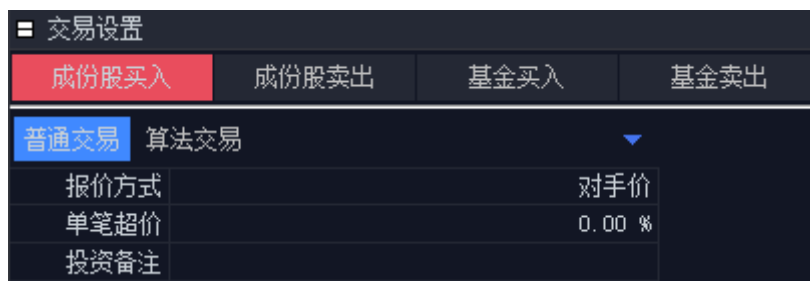 交易设置
成份股买入 成份股卖出 基金买入 基金卖出
普通交易 算法交易
报价方式 对手价
单笔超价 0.00 %
投资备注